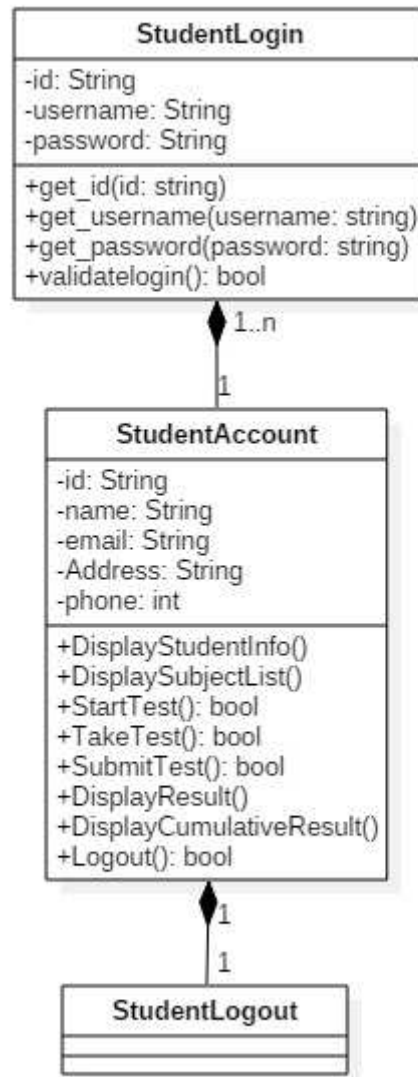 StudentLogin
-id: String
-username: String
-password: String
+get_id(id: string)
+get_username(username: string)
+get_password(password: string)
+validatelogin(): bool
1..n
1
StudentAccount
-id: String
-name: String
-email: String
-Address: String
-phone: int
+DisplayStudentInfo()
+DisplaySubjectList()
+StartTest(): bool
+TakeTest(): bool
+SubmitTest(): bool
+DisplayResult()
+DisplayCumulativeResult()
+Logout(): bool
1
1
StudentLogout